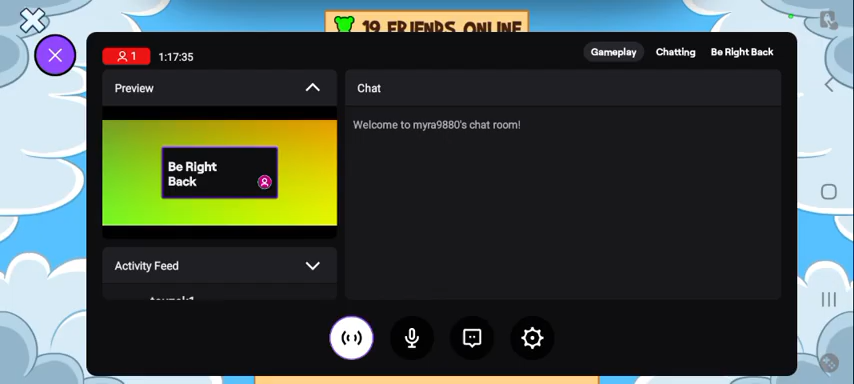 19 FRIENDS ONLINE
1 1:17:35
Gameplay Chatting Be Right Back
Preview
Be Right
Back
Activity Feed
Chat
Welcome to myra9880's chat room!